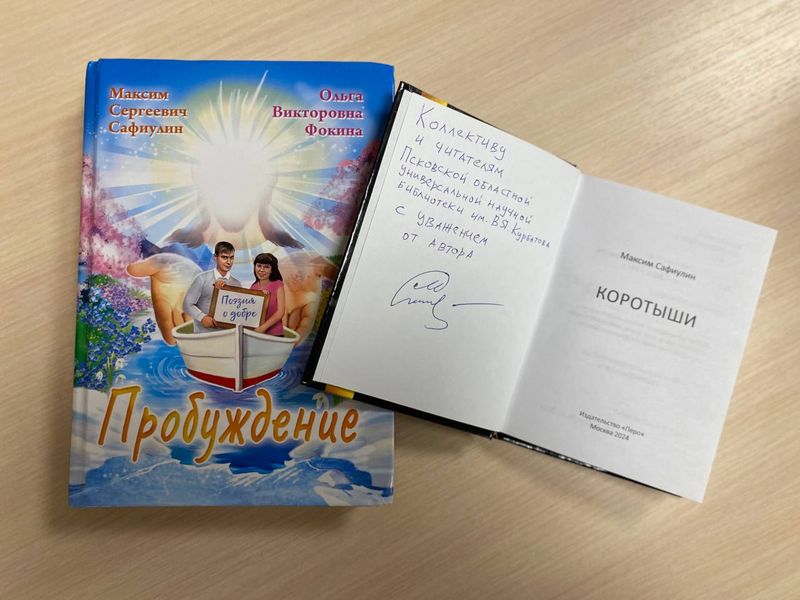 Максим
Сергеевич
Сафиулин
Ольга
Викторовна
Фокина
Поэзия
о добре
Пробуждение
Коллективу
и читателям
Псковской областной
универсальной научной
библиотеки им. В.Я Курбатова
с уважением
от автора
Максим Сафиулин
КОРОТЫШИ
Издательство «Перо»
Москва 2024